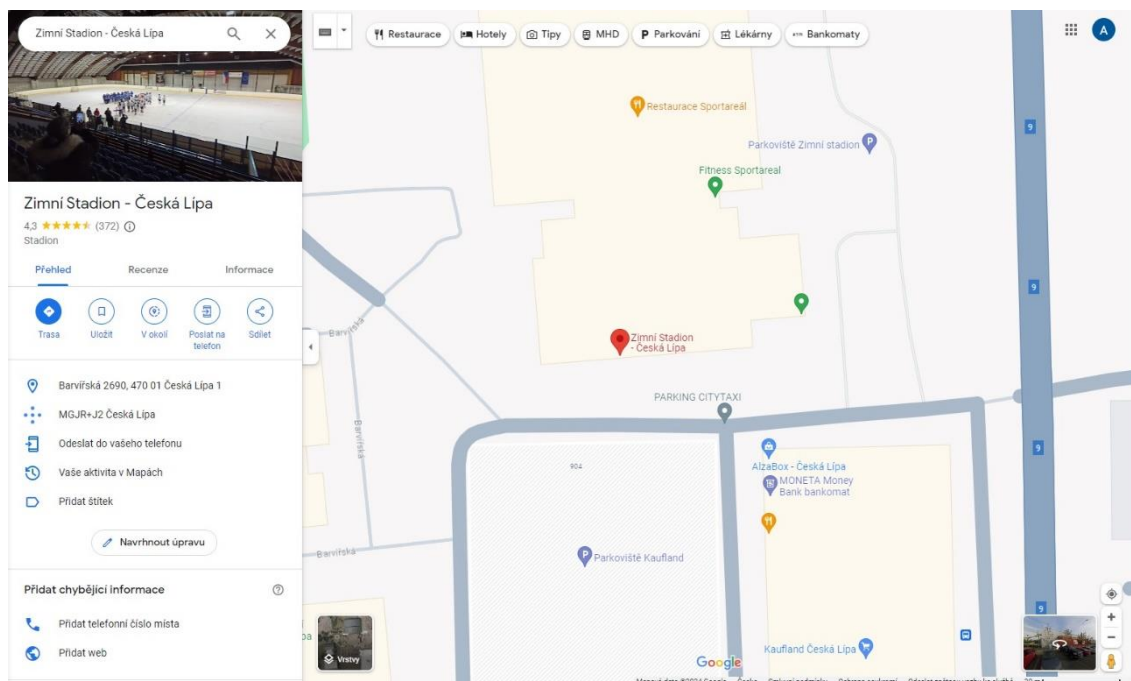 Zimní Stadion - Česká Lípa
Restaurace
Hotely
Tipy
MHD
P Parkování
Lékárny
Bankomaty
A
Zimní Stadion - Česká Lípa
4,3 (372)
Stadion
Přehled
Recenze
Informace
Trasa
Uložit
V okolí
Poslat na
telefon
Sdílet
Barvířská 2690, 470 01 Česká Lípa 1
MGJR+J2 Česká Lípa
Odeslat do vašeho telefonu
Vaše aktivita v Mapách
Přidat štítek
Navrhnout úpravu
Přidat chybějící informace
Přidat telefonní číslo místa
Přidat web
Restaurace Sportareál
9
Parkoviště Zimní stadion
P
Fitness Sportareal
9
Barvířská
Zimní Stadion
- Česká Lípa
PARKING CITYTAXI
Barvířská
9
904
AlzaBox - Česká Lípa
MONETA Money
Bank bankomat
Barvířská
P
Parkoviště Kaufland
9
Vrstvy
Kaufland Česká Lípa
Google